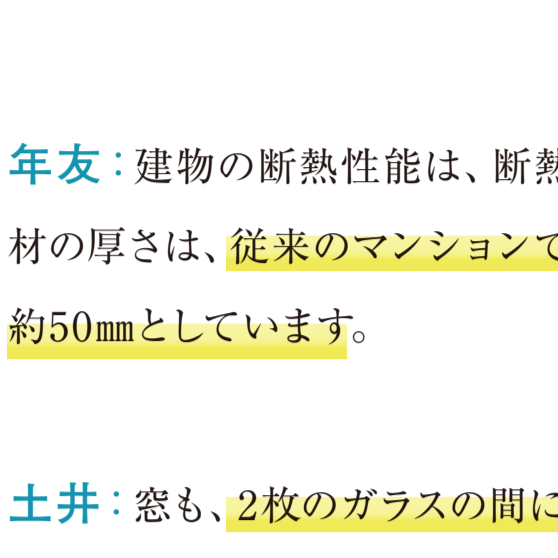 年友：建物の断熱性能は、断熱
材の厚さは、従来のマンションで
約50㎜としています。
土井：窓も、2枚のガラスの間に